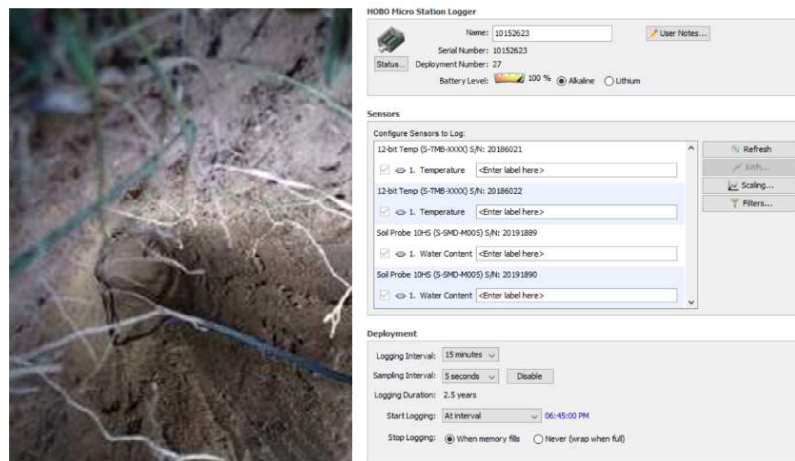 HOBO Micro Station Logger
Name: 10152623
User Notes...
Serial Number: 10152623
Status... Deployment Number: 27
Battery Level: 100 % Alkaline Lithium
Sensors
Configure Sensors to Log:
12-bit Temp (S-TMB-XXXX) S/N: 20186021
1. Temperature <Enter label here>
12-bit Temp (S-TMB-XXXX) S/N: 20186022
1. Temperature <Enter label here>
Soil Probe 10HS (S-SMD-M005) S/N: 20191889
1. Water Content <Enter label here>
Soil Probe 10HS (S-SMD-M005) S/N: 20191890
1. Water Content <Enter label here>
Refresh
Scaling...
Filters...
Deployment
Logging Interval: 15 minutes
Sampling Interval: 5 seconds Disable
Logging Duration: 2.5 years
Start Logging: At interval 06:45:00 PM
Stop Logging: When memory fills Never (wrap when full)